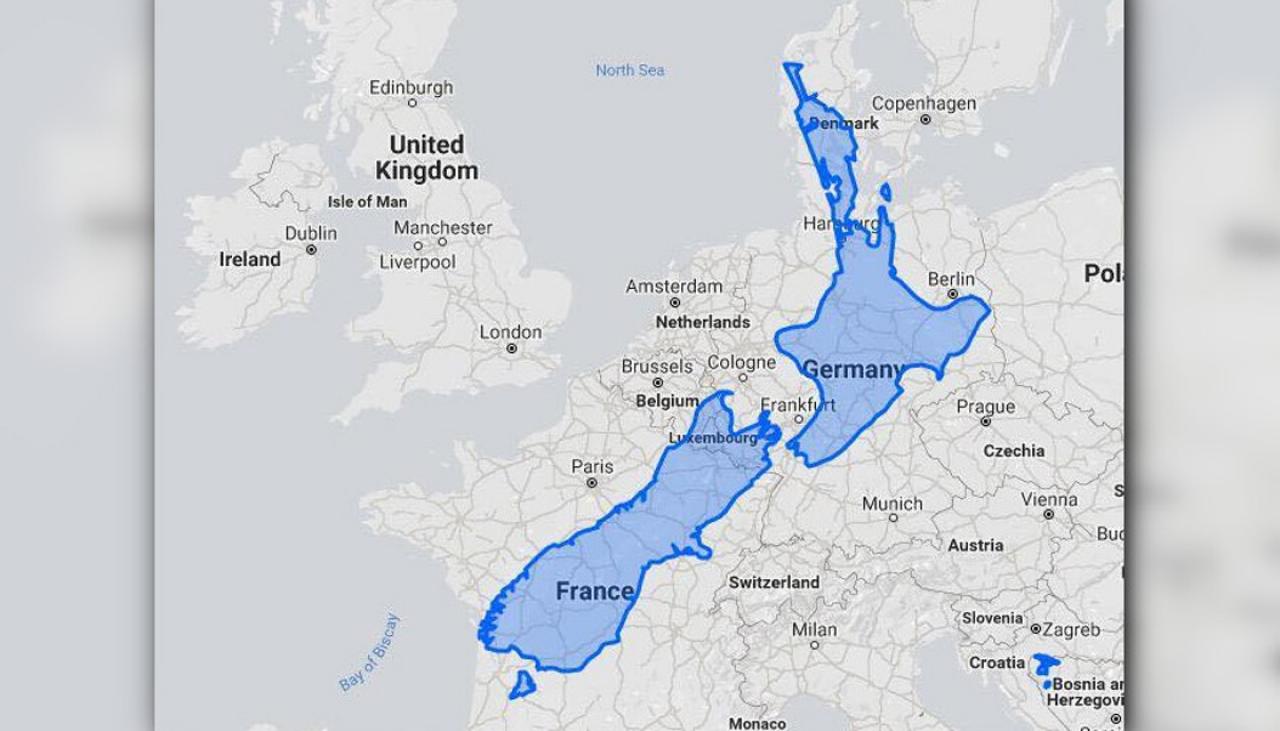 North Sea
Edinburgh
Copenhagen
Denmark
United
Kingdom
Isle of Man
Hamburg
Dublin
Manchester
Ireland
Liverpool
Berlin
Pola
Amsterdam
Netherlands
London
Brussels
Cologne
Germany
Belgium
Frankfurt
Prague
Luxembourg
Czechia
Paris
Vienna
Munich
S
Buc
Austria
Switzerland
France
Slovenia
Milan
Zagreb
Bay of Biscay
Croatia
Bosnia an
Herzegovi
Monaco